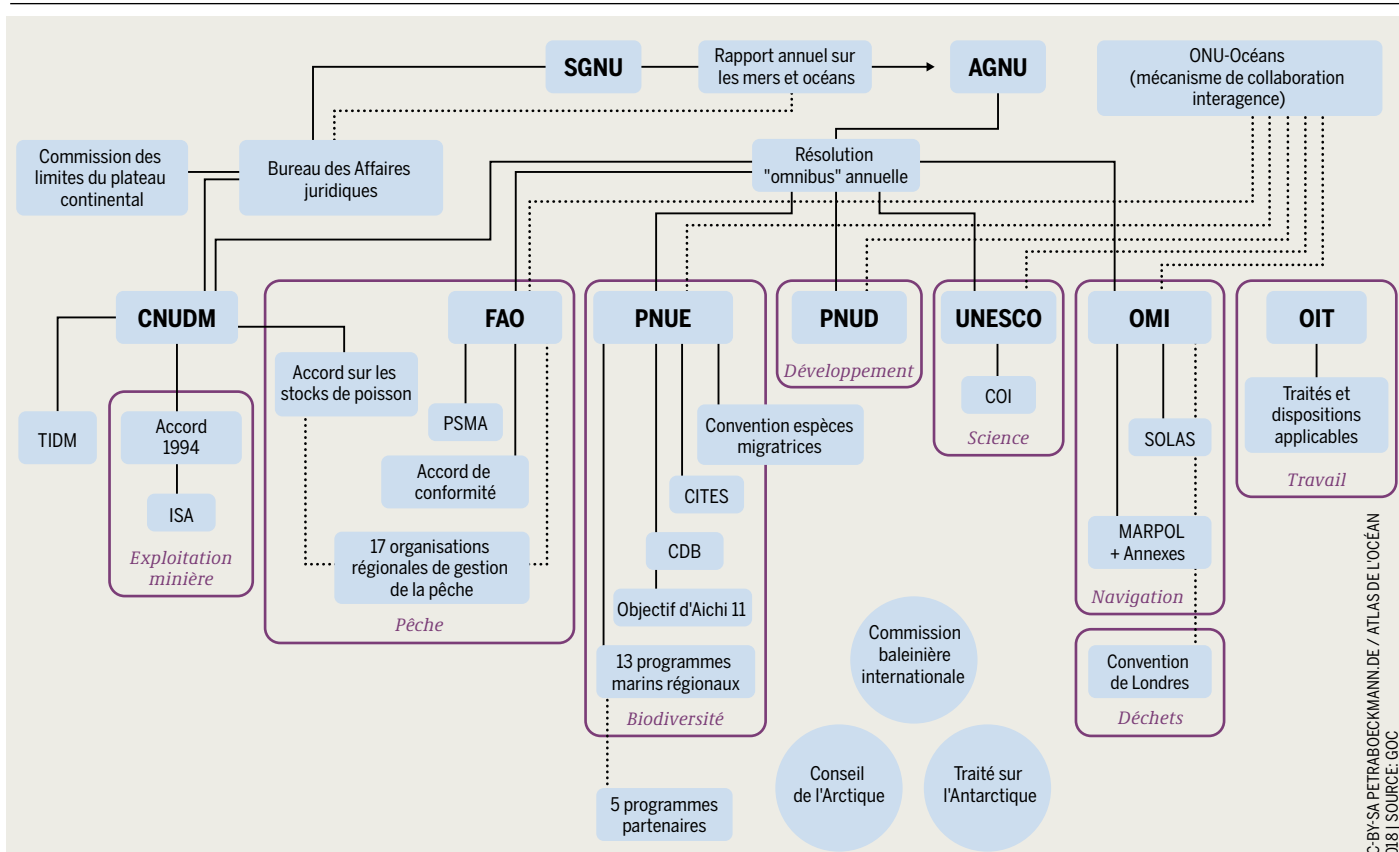 SGNU
Rapport annuel sur
les mers et océans
AGNU
ONU-Océans
(mécanisme de collaboration
interagence)
Commission des
limites du plateau
continental
Bureau des Affaires
juridiques
Résolution
"omnibus" annuelle
CNUDM
FAO
PNUE
PNUD
UNESCO
OMI
OIT
Développement
TIDM
Accord
1994
ISA
Exploitation
minière
Accord sur les
stocks de poisson
PSMA
Accord de
conformité
17 organisations
régionales de gestion
de la pêche
Pêche
Convention espèces
migratrices
CITES
CDB
Objectif d'Aichi 11
13 programmes
marins régionaux
Biodiversité
5 programmes
partenaires
COI
Science
SOLAS
MARPOL
+ Annexes
Navigation
Convention
de Londres
Déchets
Traités et
dispositions
applicables
Travail
Commission
baleinière
internationale
Conseil
de l'Arctique
Traité sur
l'Antarctique
C-BY-SA PETRABOECKMANN.DE / ATLAS DE L'OCÉAN
018 | SOURCE: GOC